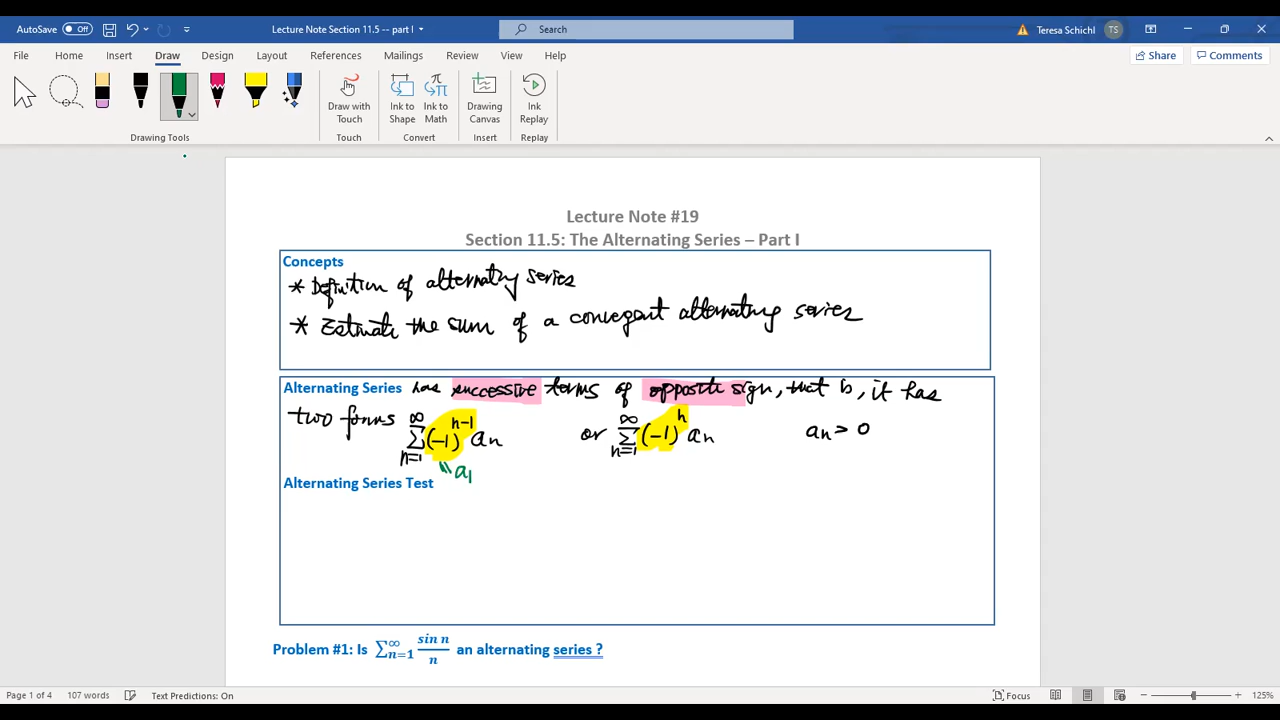 AutoSave Off Lecture Note Section 11.5 -- part I Search Teresa Schichl TS
File Home Insert Draw Design Layout References Mailings Review View Help Share Comments
Draw with Touch Ink to Shape Ink to Math Drawing Canvas Ink Replay
Drawing Tools Touch Convert Insert Replay
Lecture Note #19
Section 11.5: The Alternating Series – Part I
Concepts
* Definition of alternating series
* Estimate the sum of a convergent alternating series
Alternating Series has successive terms of opposite sign, that is, it has
two forms ∑_{n=1}^{∞} (-1)^{n-1} a_n or ∑_{n=1}^{∞} (-1)^n a_n a_n > 0
" a_1
Alternating Series Test
Problem #1: Is ∑_{n=1}^{∞} sin n / n an alternating series ?
Page 1 of 4 107 words Text Predictions: On Focus 125%